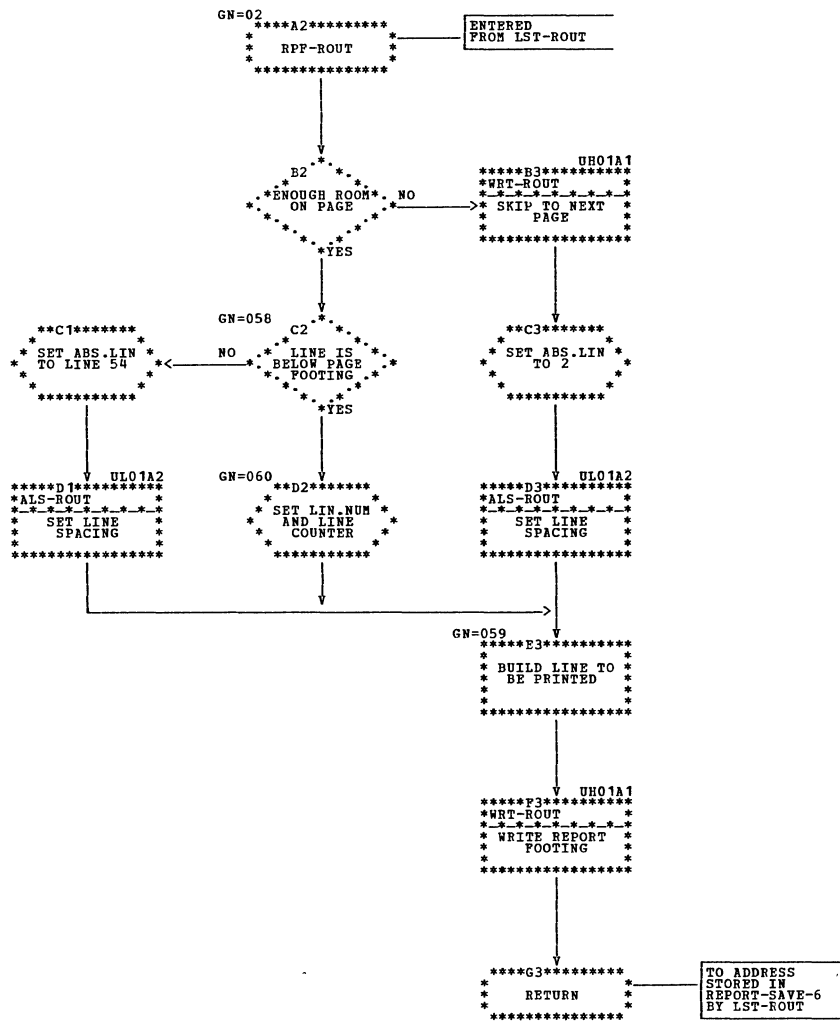 GN=02
A2
RPF-ROUT
ENTERED
FROM LST-ROUT
B2
ENOUGH ROOM
ON PAGE
NO
YES
UH01A1
B3
WRT-ROUT
SKIP TO NEXT
PAGE
C1
SET ABS.LIN
TO LINE 54
NO
GN=058
C2
LINE IS
BELOW PAGE
FOOTING
YES
C3
SET ABS.LIN
TO 2
UL01A2
D1
ALS-ROUT
SET LINE
SPACING
GN=060
D2
SET LIN.NUM
AND LINE
COUNTER
UL01A2
D3
ALS-ROUT
SET LINE
SPACING
GN=059
E3
BUILD LINE TO
BE PRINTED
UH01A1
F3
WRT-ROUT
WRITE REPORT
FOOTING
G3
RETURN
TO ADDRESS
STORED IN
REPORT-SAVE-6
BY LST-ROUT